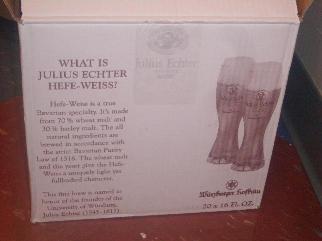 WHAT IS
JULIUS ECHTER
HEFE-WEISS?
Hefe-Weiss is a true
Bavarian specialty. It's made
from 70% wheat malt and
30% barley malt. The all
natural ingredients are
brewed in accordance with
the strict Bavarian Purity
Law of 1516. The wheat malt
and the yeast give the Hefe
Weiss a uniquely light yet
fullbodied character.
This fine brew is named in
honor of the founder of the
University of Würzburg,
Julius Echter (1545-1617).
Julius Echter
Würzburger Hofbräu
20 x 16 FL. OZ.